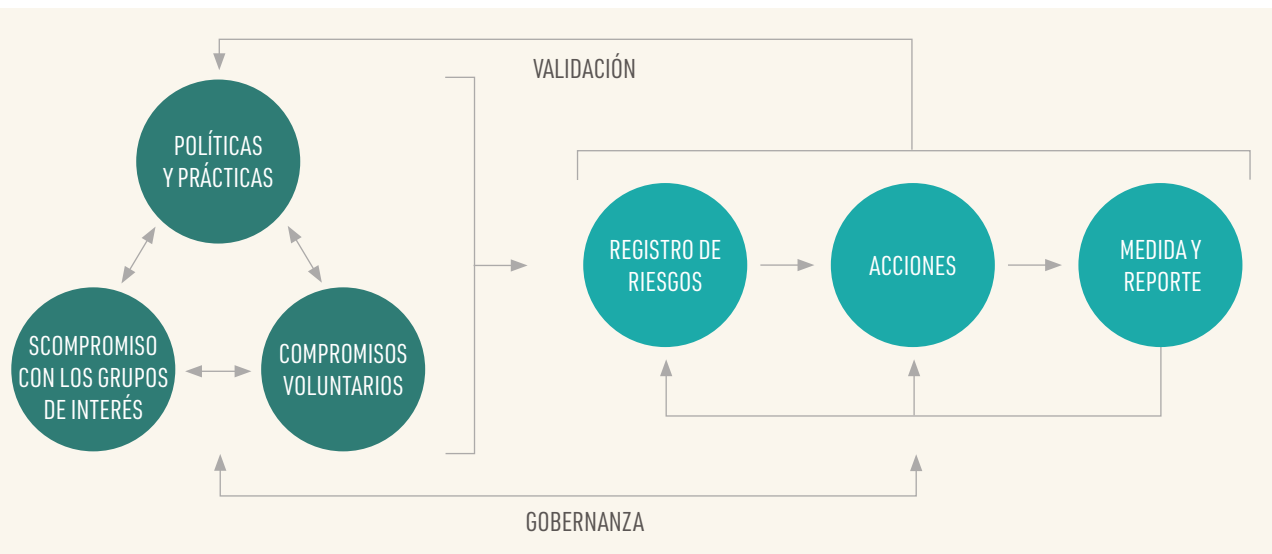 VALIDACIÓN
POLÍTICAS
Y PRÁCTICAS
SCOMPROMISO
CON LOS GRUPOS
DE INTERÉS
COMPROMISOS
VOLUNTARIOS
REGISTRO DE
RIESGOS
ACCIONES
MEDIDA Y
REPORTE
GOBERNANZA